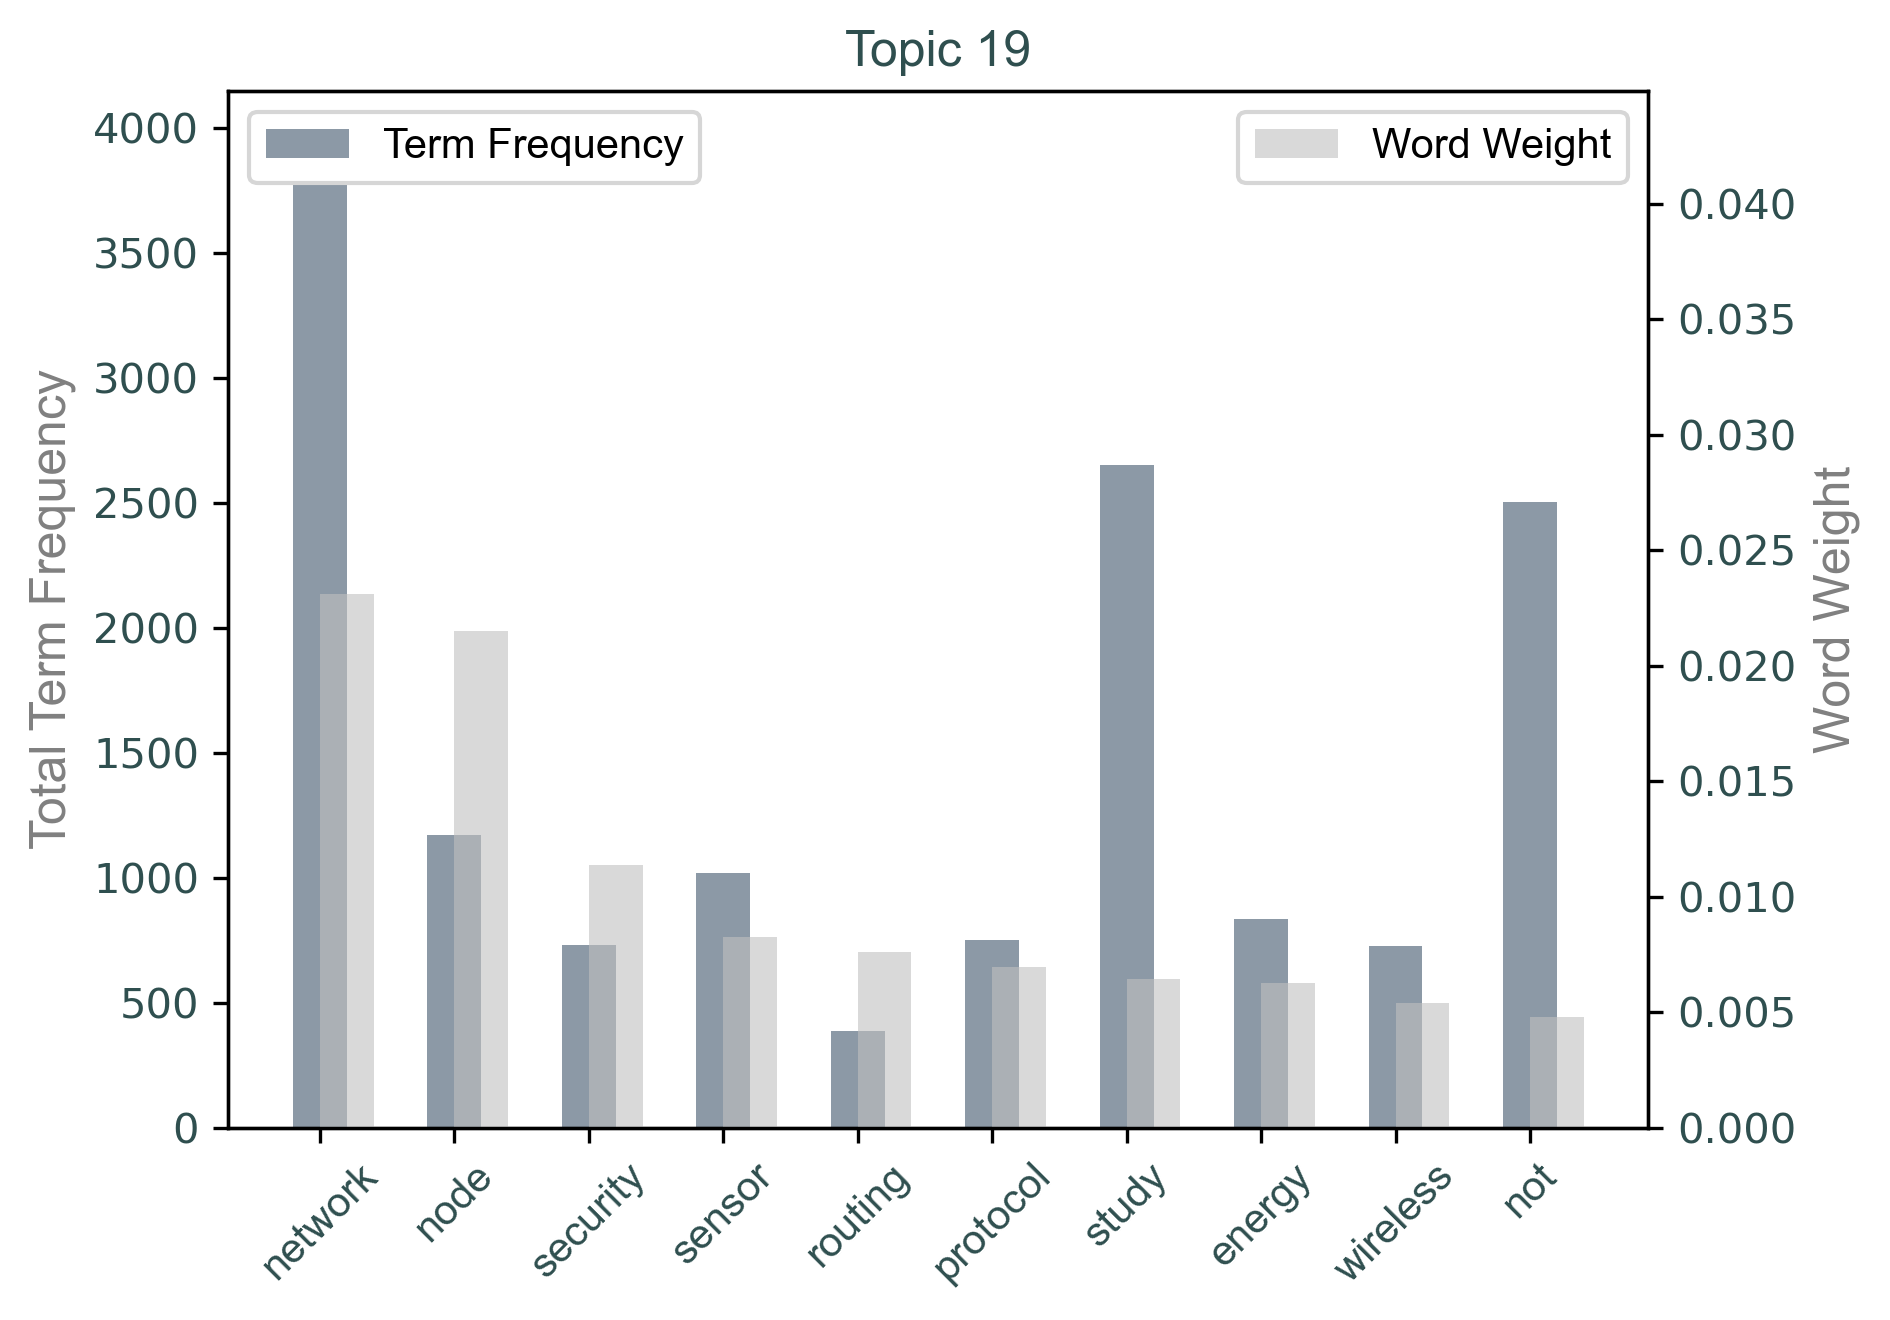 Topic 19
Term Frequency
Word Weight
4000
3500
3000
2500
2000
1500
1000
500
0
Total Term Frequency
0.040
0.035
0.030
0.025
0.020
0.015
0.010
0.005
0.000
Word Weight
network
node
security
sensor
routing
protocol
study
energy
wireless
not